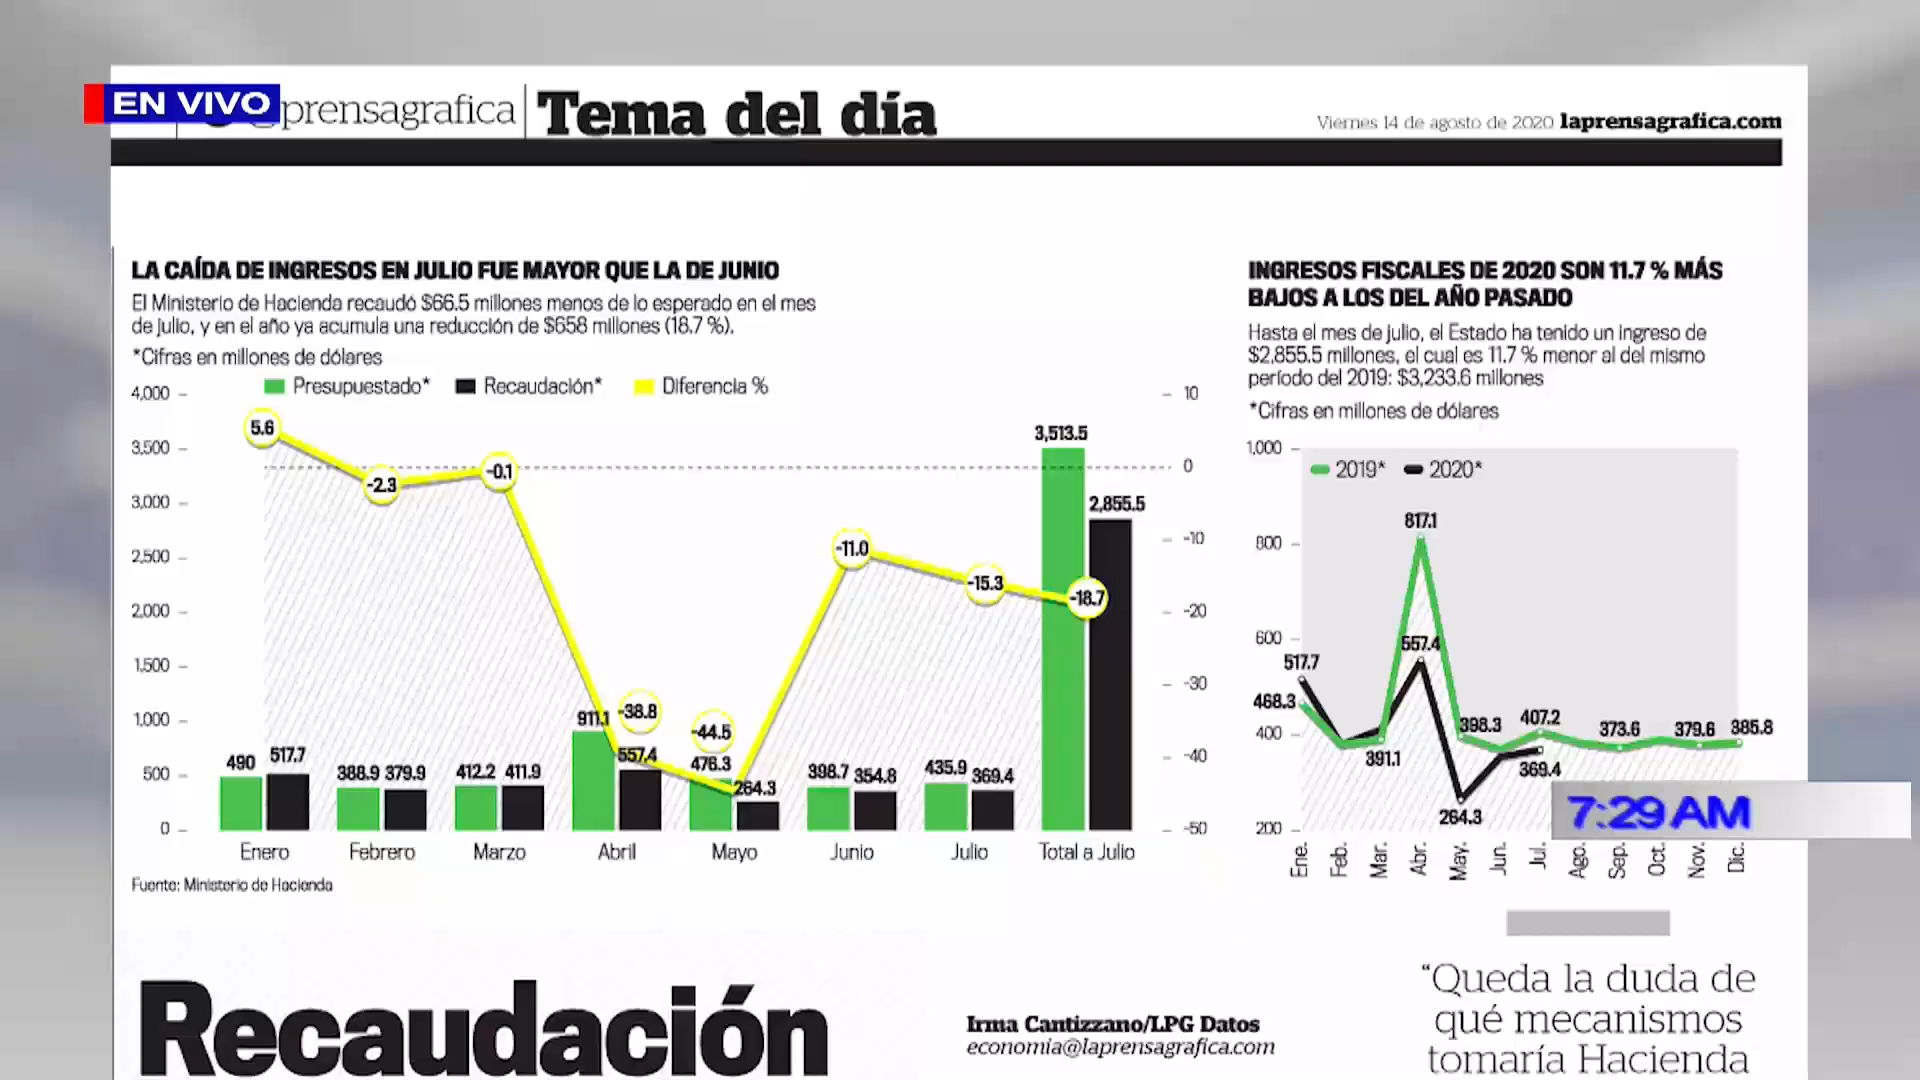 EN VIVO
prensagrafica
Tema del día
Viernes 14 de agosto de 2020 laprensagrafica.com
LA CAÍDA DE INGRESOS EN JULIO FUE MAYOR QUE LA DE JUNIO
El Ministerio de Hacienda recaudó $66.5 millones menos de lo esperado en el mes
de julio, y en el año ya acumula una reducción de $658 millones (18.7 %).
*Cifras en millones de dólares
Presupuestado* Recaudación* Diferencia %
4,000
3,500
3,000
2,500
2,000
1,500
1,000
500
0
10
0
-10
-20
-30
-40
-50
5.6 -2.3 -0.1 -38.8 -44.5 -11.0 -15.3 -18.7
490 517.7 388.9 379.9 412.2 411.9 911.1 557.4 476.3 264.3 398.7 354.8 435.9 369.4 3,513.5 2,855.5
Enero Febrero Marzo Abril Mayo Junio Julio Total a Julio
Fuente: Ministerio de Hacienda
INGRESOS FISCALES DE 2020 SON 11.7 % MÁS
BAJOS A LOS DEL AÑO PASADO
Hasta el mes de julio, el Estado ha tenido un ingreso de
$2,855.5 millones, el cual es 11.7 % menor al del mismo
período del 2019: $3,233.6 millones
*Cifras en millones de dólares
2019* 2020*
1,000
800
600
400
200
817.1
557.4
517.7
468.3
391.1
398.3
407.2
373.6
379.6
385.8
369.4
264.3
Ene. Feb. Mar. Abr. May. Jun. Jul. Ago. Sep. Oct. Nov. Dic.
7:29 AM
Recaudación
Irma Cantizzano/LPG Datos
economia@laprensagrafica.com
“Queda la duda de
qué mecanismos
tomaría Hacienda